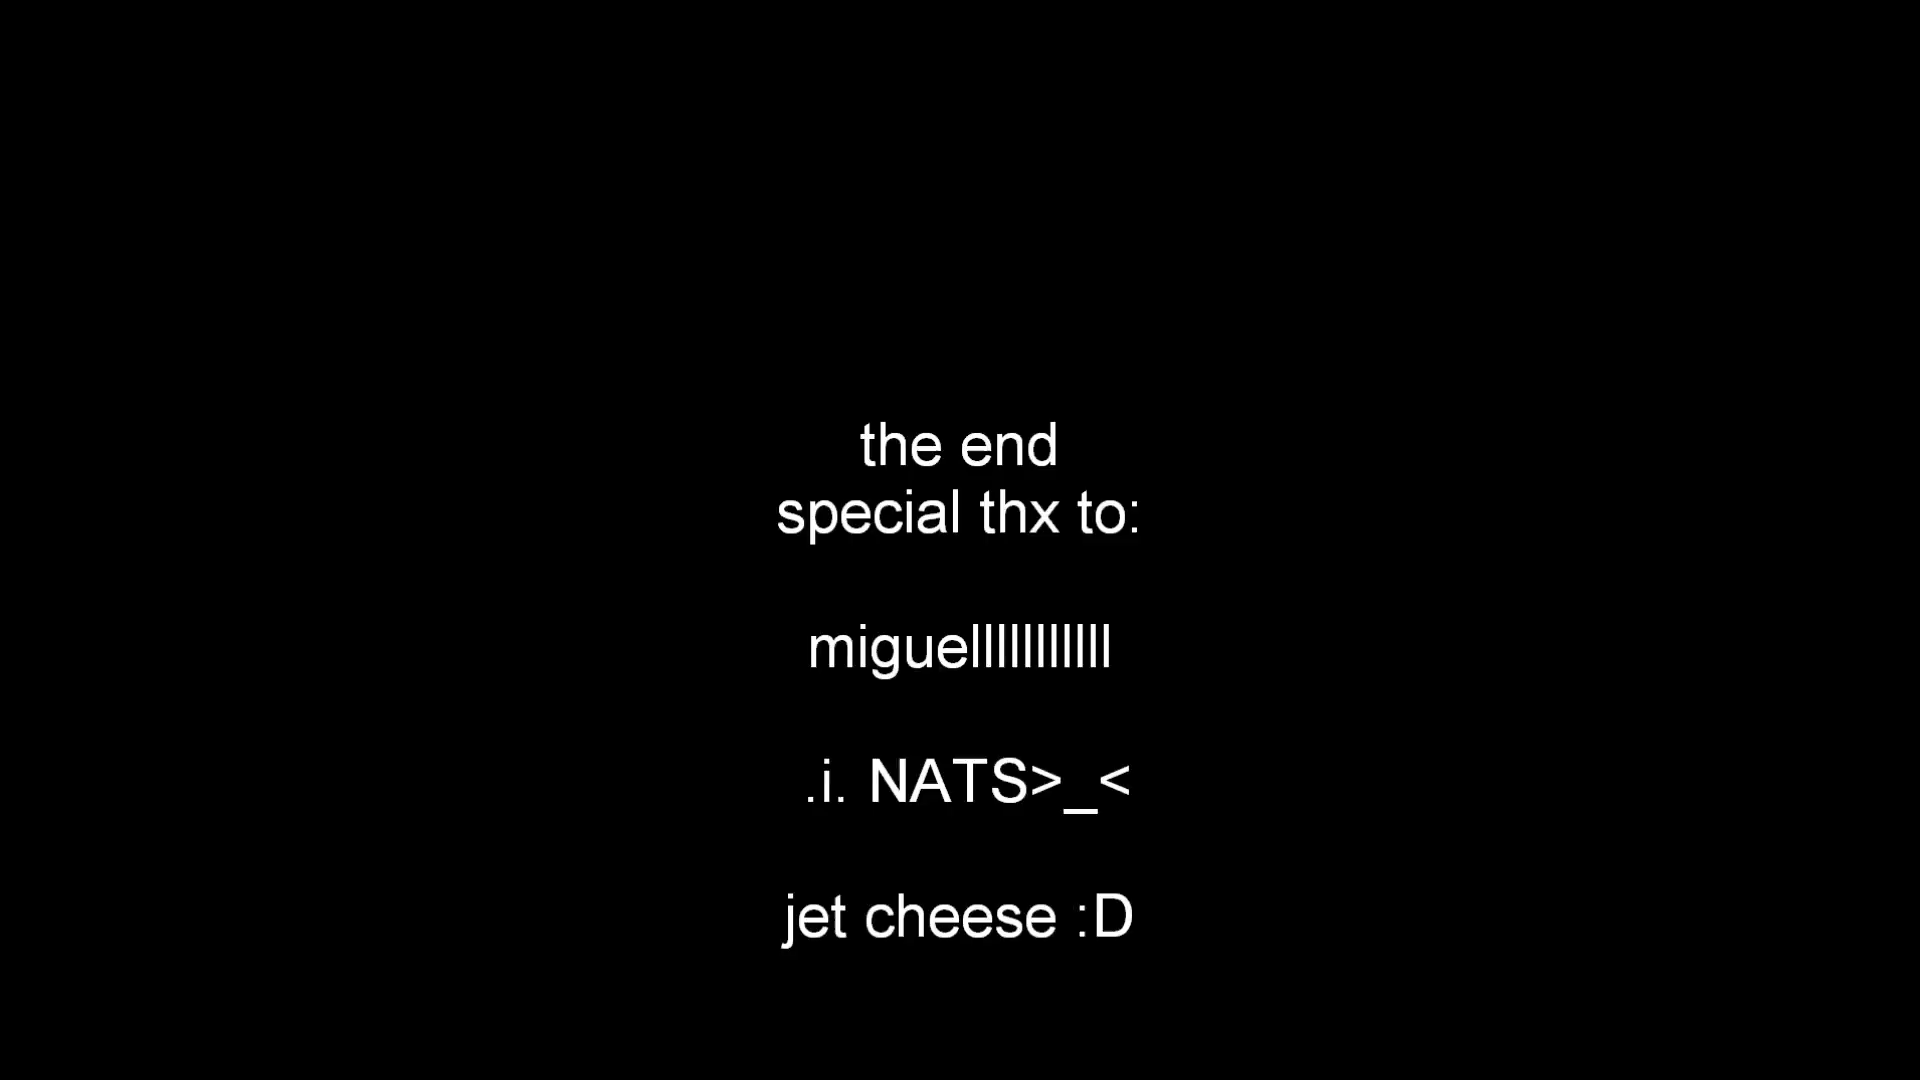 the end
special thx to:
miguelllllllllll
.i. NATS>_<
jet cheese :D